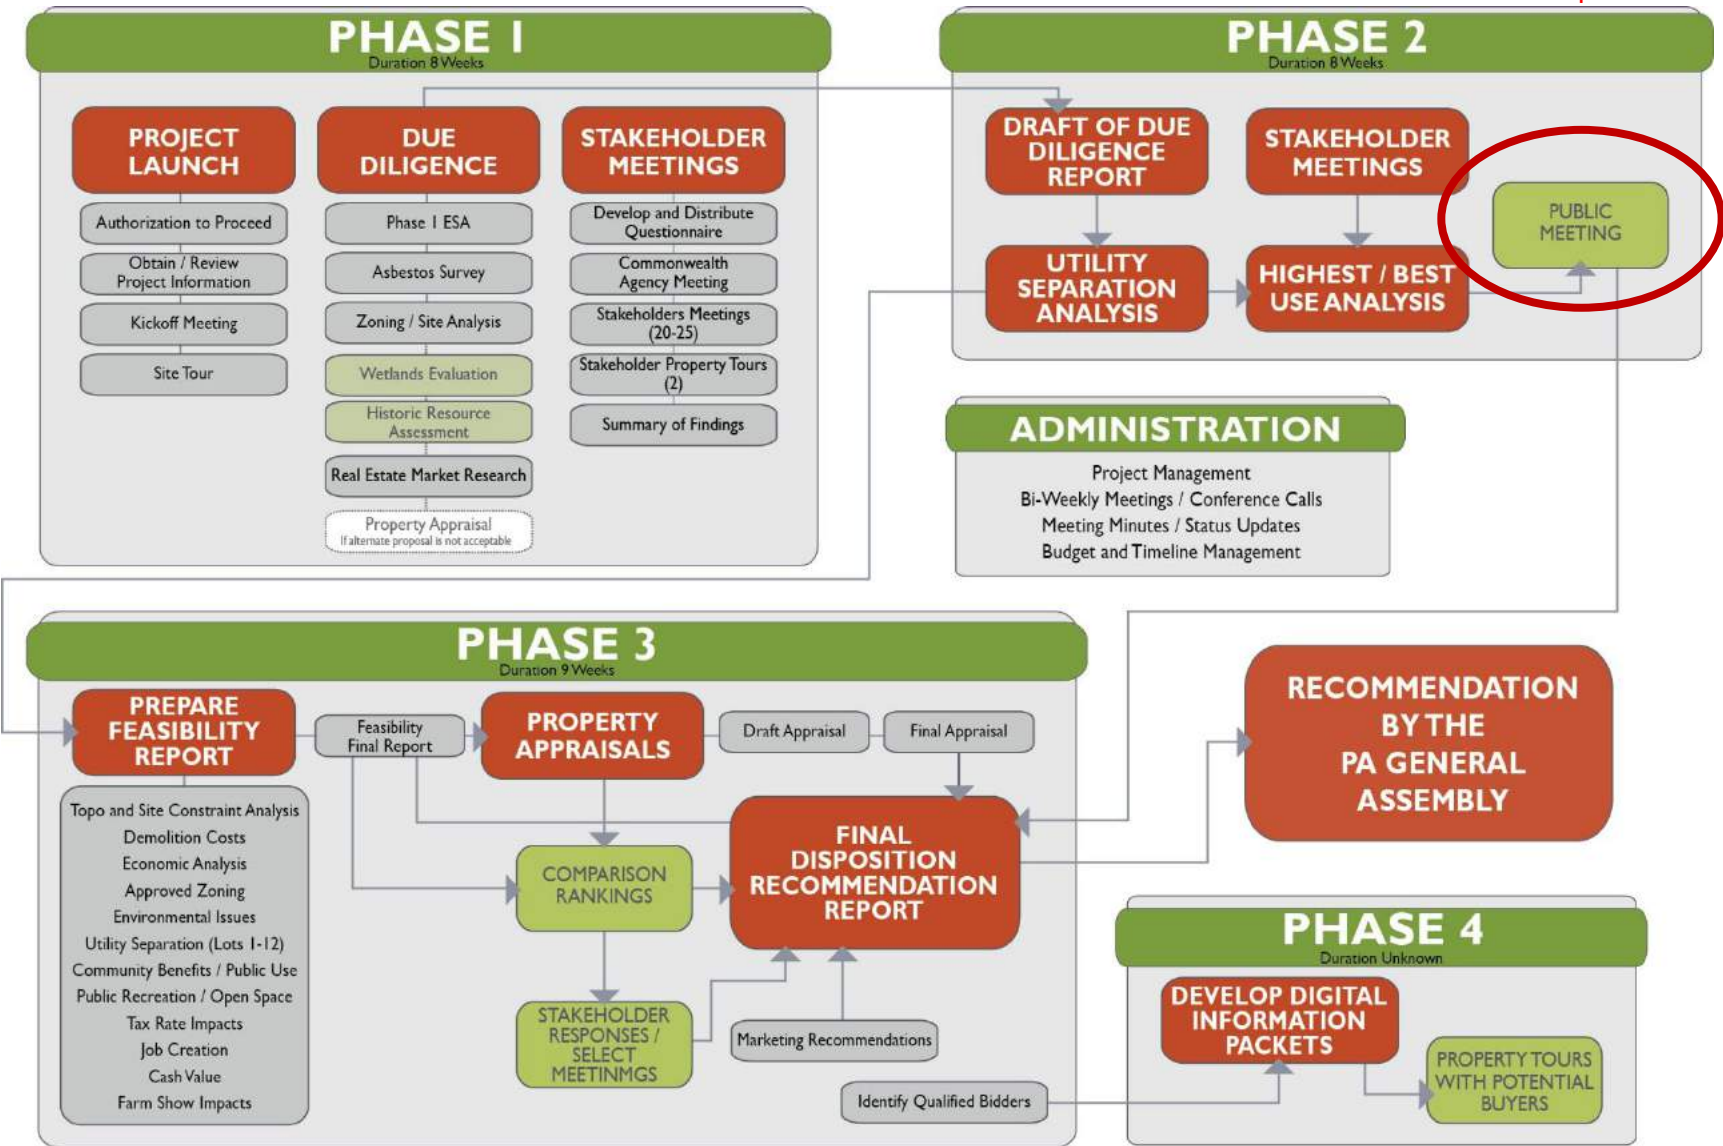 PHASE 1
Duration 8 Weeks
PROJECT
LAUNCH
Authorization to Proceed
Obtain / Review
Project Information
Kickoff Meeting
Site Tour
DUE
DILIGENCE
Phase 1 ESA
Asbestos Survey
Zoning / Site Analysis
Wetlands Evaluation
Historic Resource
Assessment
Real Estate Market Research
Property Appraisal
If alternate proposal is not acceptable
STAKEHOLDER
MEETINGS
Develop and Distribute
Questionnaire
Commonwealth
Agency Meeting
Stakeholders Meetings
(20-25)
Stakeholder Property Tours
(2)
Summary of Findings
PHASE 2
Duration 8 Weeks
DRAFT OF DUE
DILIGENCE
REPORT
UTILITY
SEPARATION
ANALYSIS
STAKEHOLDER
MEETINGS
HIGHEST / BEST
USE ANALYSIS
PUBLIC
MEETING
ADMINISTRATION
Project Management
Bi-Weekly Meetings / Conference Calls
Meeting Minutes / Status Updates
Budget and Timeline Management
PHASE 3
Duration 9 Weeks
PREPARE
FEASIBILITY
REPORT
Topo and Site Constraint Analysis
Demolition Costs
Economic Analysis
Approved Zoning
Environmental Issues
Utility Separation (Lots 1-12)
Community Benefits / Public Use
Public Recreation / Open Space
Tax Rate Impacts
Job Creation
Cash Value
Farm Show Impacts
Feasibility
Final Report
PROPERTY
APPRAISALS
Draft Appraisal
Final Appraisal
COMPARISON
RANKINGS
STAKEHOLDER
RESPONSES /
SELECT
MEETINMGS
FINAL
DISPOSITION
RECOMMENDATION
REPORT
Marketing Recommendations
Identify Qualified Bidders
RECOMMENDATION
BY THE
PA GENERAL
ASSEMBLY
PHASE 4
Duration Unknown
DEVELOP DIGITAL
INFORMATION
PACKETS
PROPERTY TOURS
WITH POTENTIAL
BUYERS